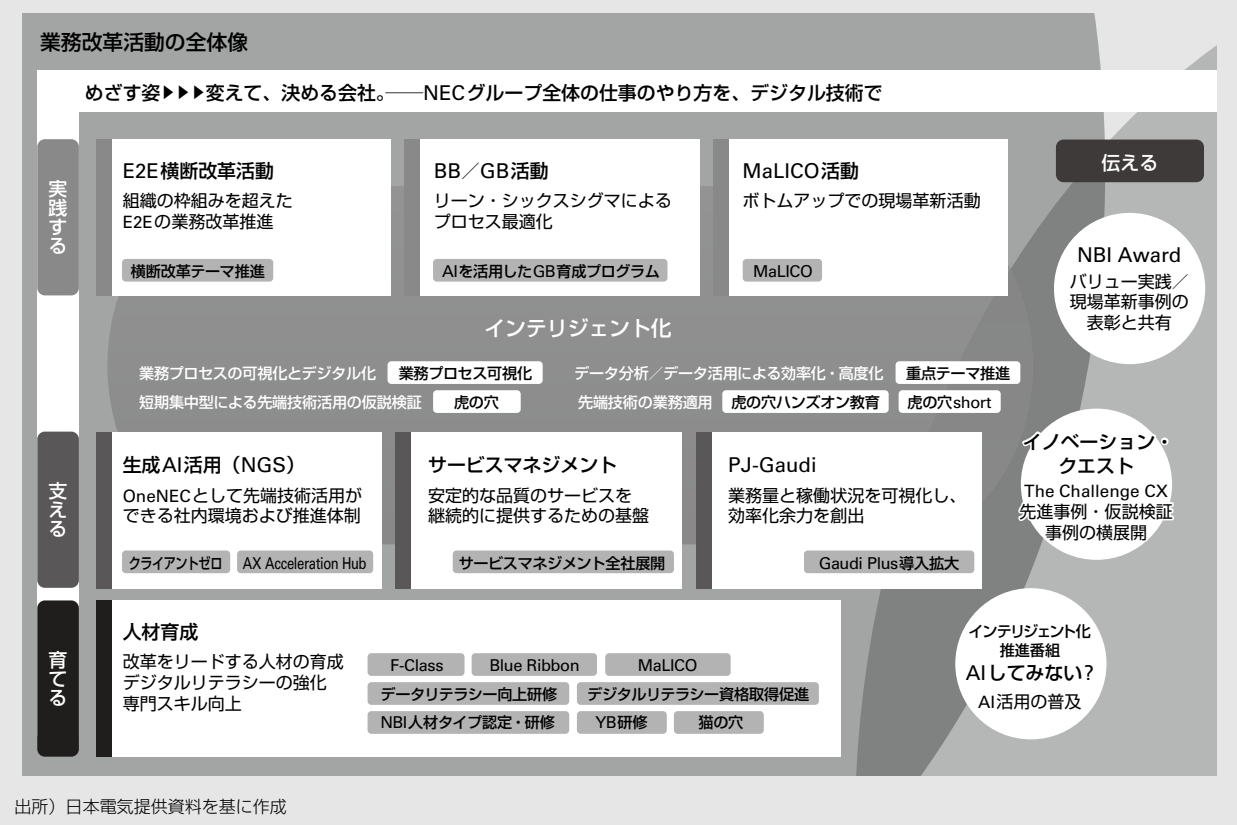 業務改革活動の全体像
めざす姿▶▶▶変えて、決める会社。──NECグループ全体の仕事のやり方を、デジタル技術で
実践する
E2E横断改革活動
組織の枠組みを超えた
E2Eの業務改革推進
横断改革テーマ推進
BB／GB活動
リーン・シックスシグマによる
プロセス最適化
AIを活用したGB育成プログラム
MaLICO活動
ボトムアップでの現場革新活動
MaLICO
インテリジェント化
業務プロセスの可視化とデジタル化 業務プロセス可視化
データ分析／データ活用による効率化・高度化 重点テーマ推進
短期集中型による先端技術活用の仮説検証 虎の穴
先端技術の業務適用 虎の穴ハンズオン教育 虎の穴short
支える
生成AI活用（NGS）
OneNECとして先端技術活用が
できる社内環境および推進体制
クライアントゼロ AX Acceleration Hub
サービスマネジメント
安定的な品質のサービスを
継続的に提供するための基盤
サービスマネジメント全社展開
PJ-Gaudi
業務量と稼働状況を可視化し、
効率化余力を創出
Gaudi Plus導入拡大
育てる
人材育成
改革をリードする人材の育成
デジタルリテラシーの強化
専門スキル向上
F-Class Blue Ribbon MaLICO
データリテラシー向上研修 デジタルリテラシー資格取得促進
NBI人材タイプ認定・研修 YB研修 猫の穴
伝える
NBI Award
バリュー実践／
現場革新事例の
表彰と共有
イノベーション・
クエスト
The Challenge CX
先進事例・仮説検証
事例の横展開
インテリジェント化
推進番組
AIしてみない?
AI活用の普及
出所）日本電気提供資料を基に作成